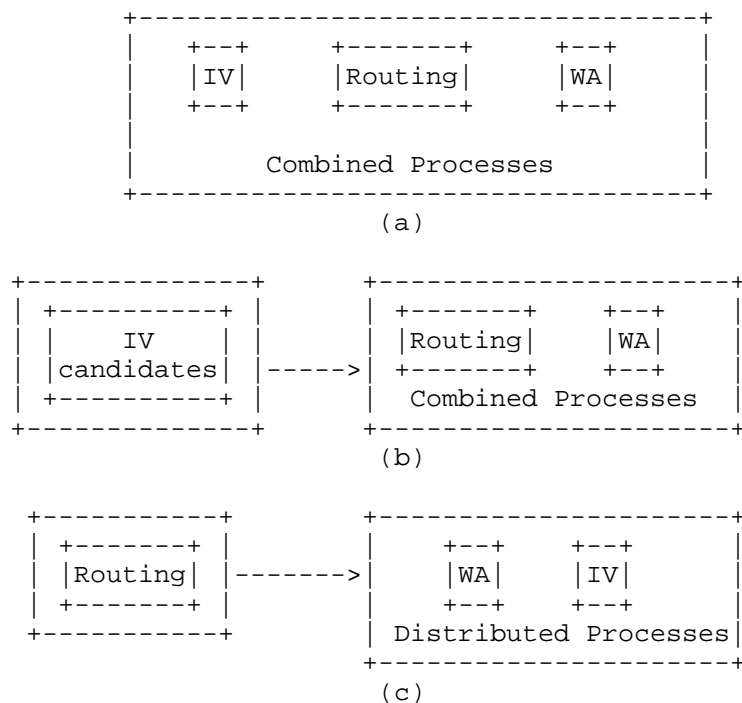 IV Routing WA
Combined Processes
(a)
IV Routing WA
candidates
Combined Processes
(b)
Routing WA IV
Distributed Processes
(c)